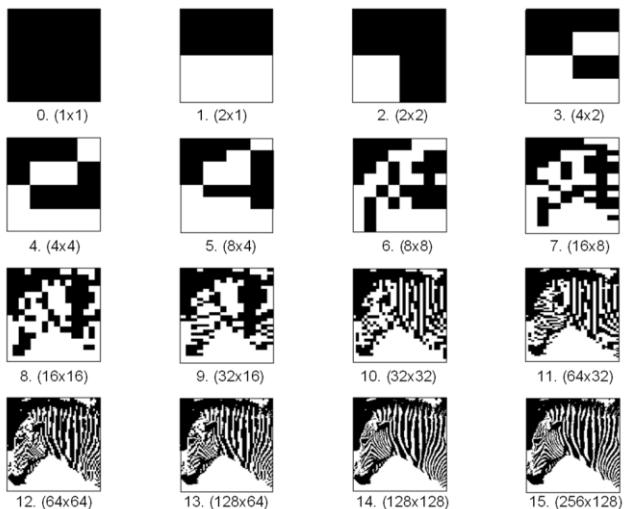 0. (1x1)
1. (2x1)
2. (2x2)
3. (4x2)
4. (4x4)
5. (8x4)
6. (8x8)
7. (16x8)
8. (16x16)
9. (32x16)
10. (32x32)
11. (64x32)
12. (64x64)
13. (128x64)
14. (128x128)
15. (256x128)